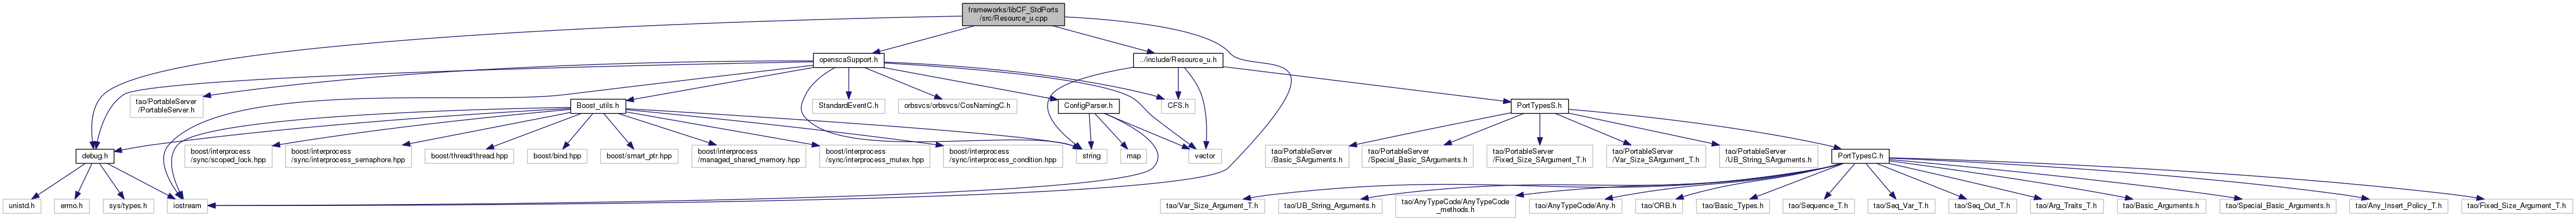 frameworks/libCF_StdPorts
/src/Resource_u.cpp
openscaSupport.h
../include/Resource_u.h
tao/PortableServer
/PortableServer.h
Boost_utils.h
StandardEventC.h
orbsvcs/orbsvcs/CosNamingC.h
ConfigParser.h
CFS.h
PortTypesS.h
debug.h
boost/interprocess
/sync/scoped_lock.hpp
boost/interprocess
/sync/interprocess_semaphore.hpp
boost/thread/thread.hpp
boost/bind.hpp
boost/smart_ptr.hpp
boost/interprocess
/managed_shared_memory.hpp
boost/interprocess
/sync/interprocess_mutex.hpp
boost/interprocess
/sync/interprocess_condition.hpp
string
map
vector
tao/PortableServer
/Basic_SArguments.h
tao/PortableServer
/Special_Basic_SArguments.h
tao/PortableServer
/Fixed_Size_SArgument_T.h
tao/PortableServer
/Var_Size_SArgument_T.h
tao/PortableServer
/UB_String_SArguments.h
PortTypesC.h
unistd.h
errno.h
sys/types.h
iostream
tao/Var_Size_Argument_T.h
tao/UB_String_Arguments.h
tao/AnyTypeCode/AnyTypeCode
_methods.h
tao/AnyTypeCode/Any.h
tao/ORB.h
tao/Basic_Types.h
tao/Sequence_T.h
tao/Seq_Var_T.h
tao/Seq_Out_T.h
tao/Arg_Traits_T.h
tao/Basic_Arguments.h
tao/Special_Basic_Arguments.h
tao/Any_Insert_Policy_T.h
tao/Fixed_Size_Argument_T.h